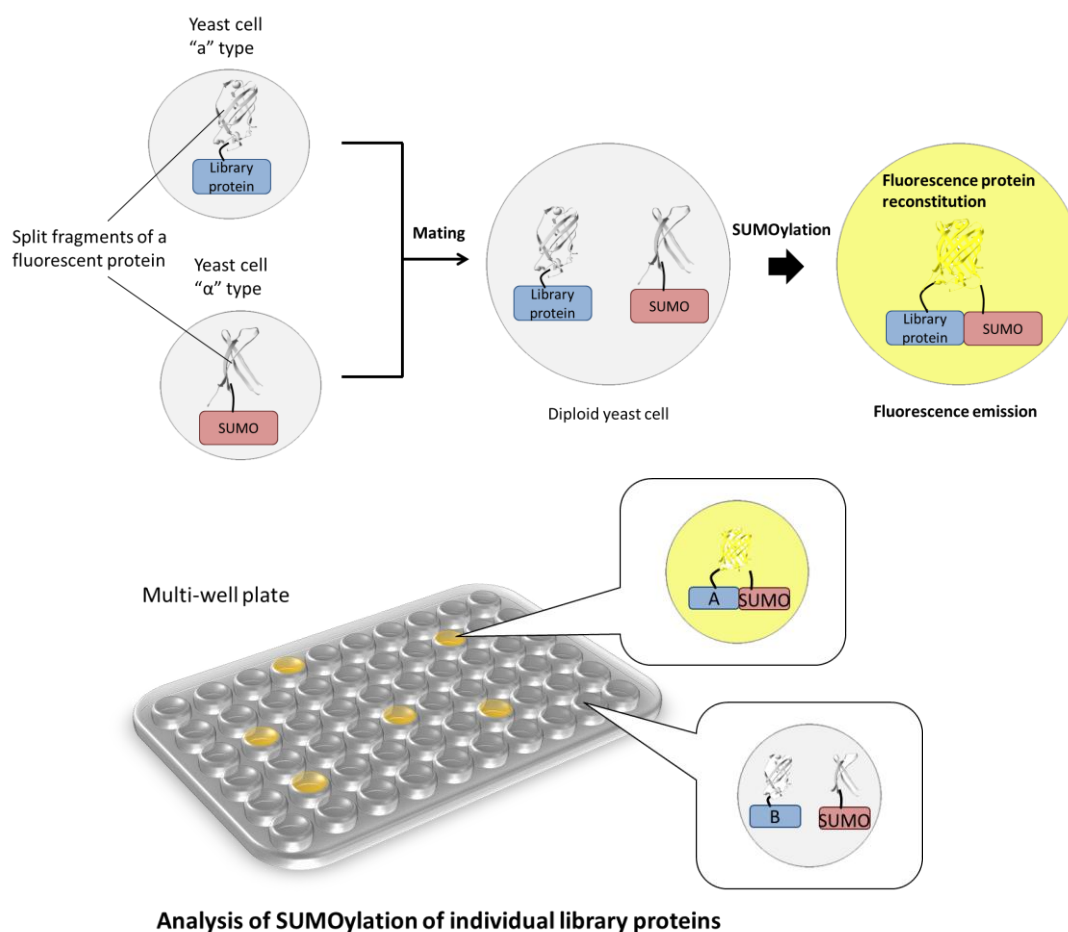 Yeast cell
“a” type
Library
protein
Split fragments of a
fluorescent protein
Yeast cell
“α” type
SUMO
Mating
Library
protein
SUMO
Diploid yeast cell
SUMOylation
Fluorescence protein
reconstitution
Library
protein
SUMO
Fluorescence emission
Multi-well plate
A
SUMO
B
SUMO
Analysis of SUMOylation of individual library proteins